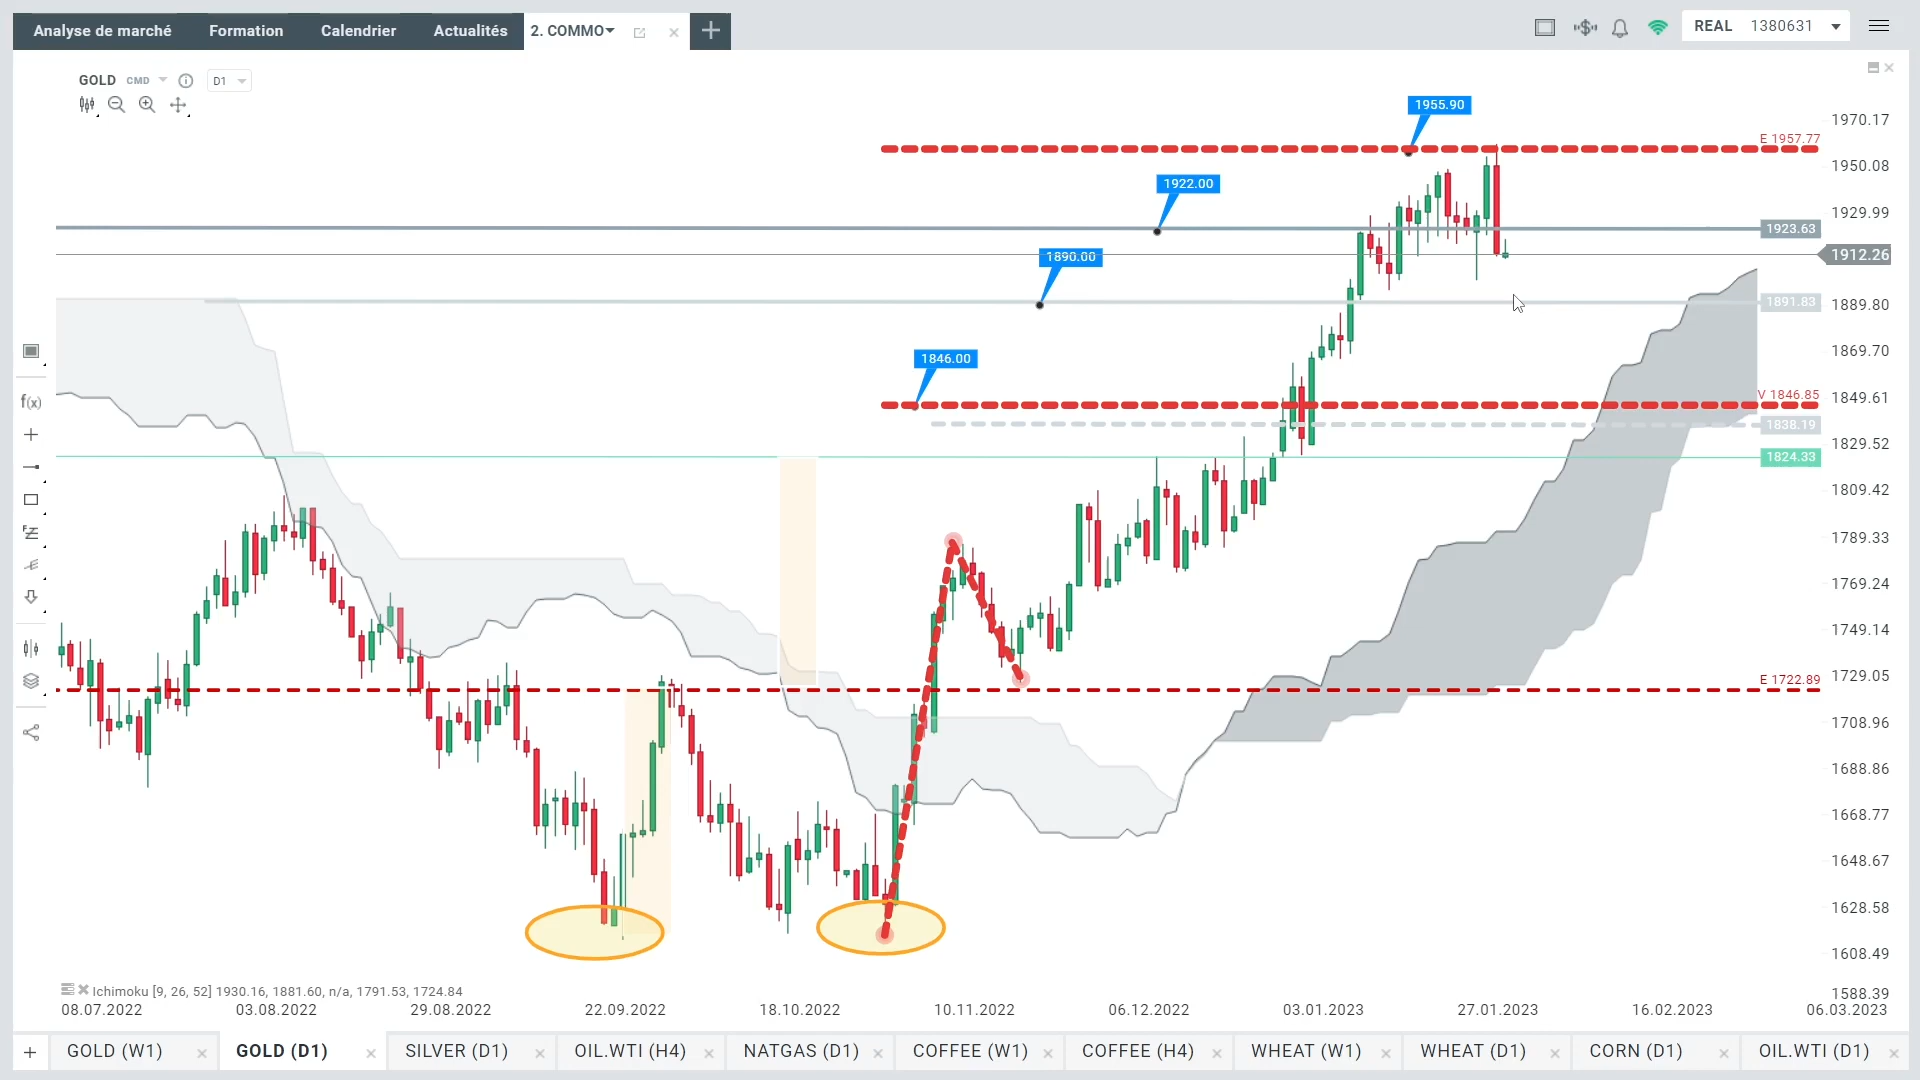 Analyse de marché Formation Calendrier Actualités 2. COMMO
REAL 1380631
GOLD CMD D1
1955.90
1922.00
1890.00
1846.00
E 1957.77
1923.63
1912.26
1891.83
V 1846.85
1838.19
1824.33
E 1722.89
1970.17
1950.08
1929.99
1889.80
1869.70
1849.61
1829.52
1809.42
1789.33
1769.24
1749.14
1729.05
1708.96
1688.86
1668.77
1648.67
1628.58
1608.49
1588.39
f(x)
Ichimoku [9, 26, 52] 1930.16, 1881.60, n/a, 1791.53, 1724.84
08.07.2022 03.08.2022 29.08.2022 22.09.2022 18.10.2022 10.11.2022 06.12.2022 03.01.2023 27.01.2023 16.02.2023 06.03.2023
GOLD (W1) GOLD (D1) SILVER (D1) OIL.WTI (H4) NATGAS (D1) COFFEE (W1) COFFEE (H4) WHEAT (W1) WHEAT (D1) CORN (D1) OIL.WTI (D1)